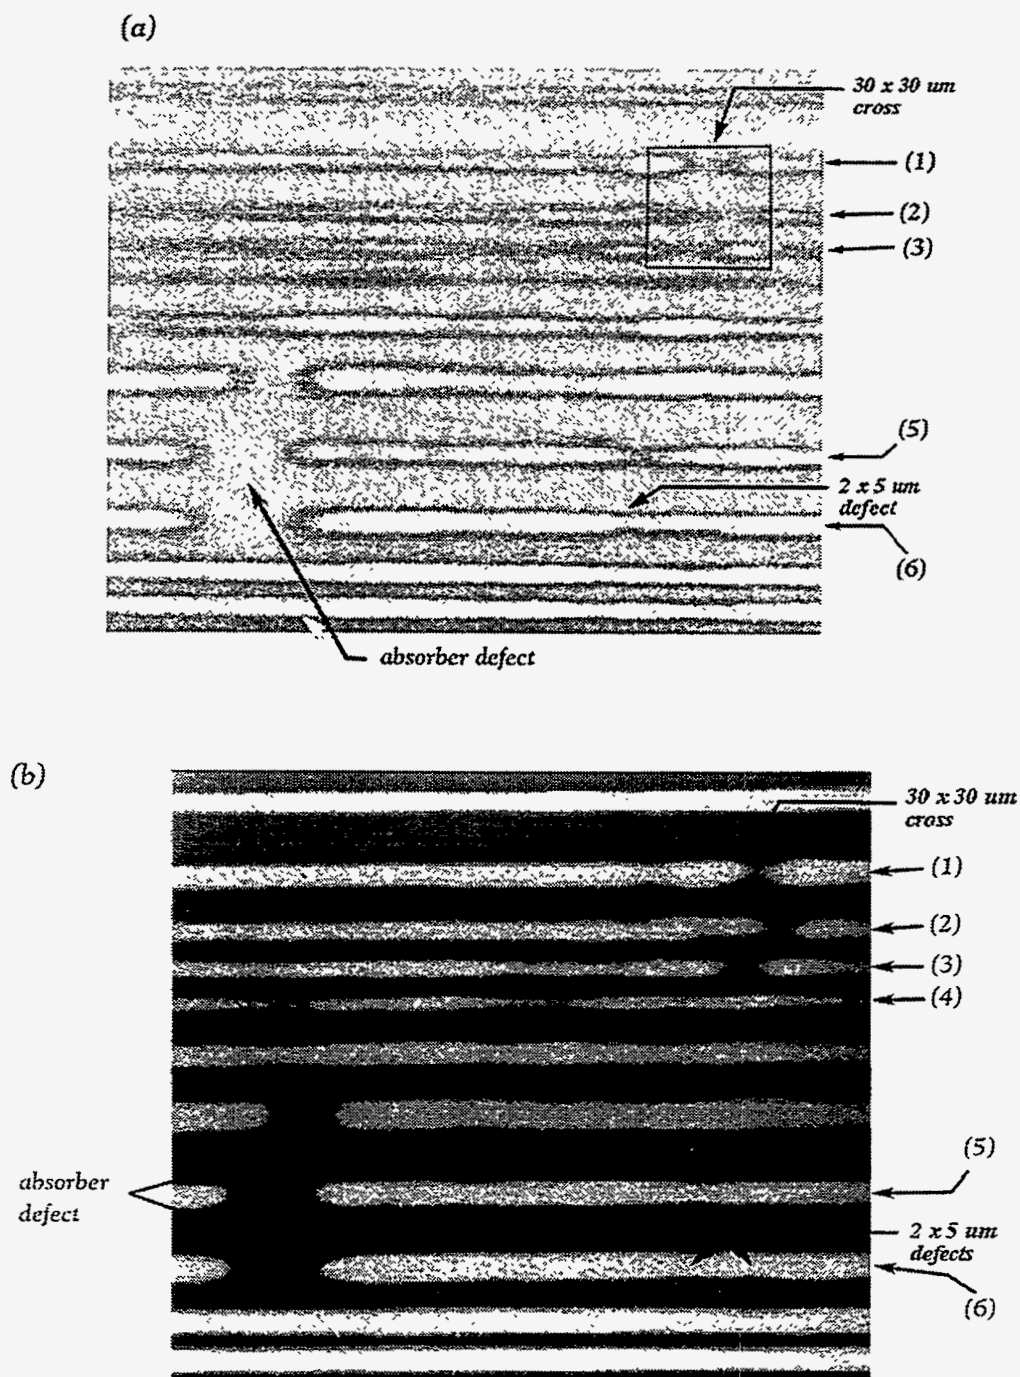 (a)
30 x 30 um
cross
(1)
(2)
(3)
(5)
2 x 5 um
defect
(6)
absorber defect
(b)
30 x 30 um
cross
(1)
(2)
(3)
(4)
(5)
absorber
defect
2 x 5 um
defects
(6)